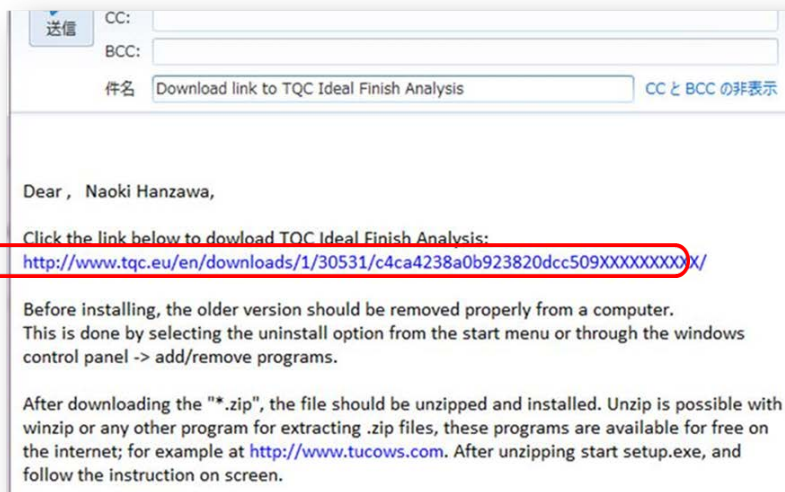 送信
CC:
BCC:
件名 Download link to TQC Ideal Finish Analysis CC と BCC の非表示
Dear , Naoki Hanzawa,
Click the link below to dowload TQC Ideal Finish Analysis:
http://www.tqc.eu/en/downloads/1/30531/c4ca4238a0b923820dcc509XXXXXXXXXX/
Before installing, the older version should be removed properly from a computer.
This is done by selecting the uninstall option from the start menu or through the windows
control panel -> add/remove programs.
After downloading the "*.zip", the file should be unzipped and installed. Unzip is possible with
winzip or any other program for extracting .zip files, these programs are available for free on
the internet; for example at http://www.tucows.com. After unzipping start setup.exe, and
follow the instruction on screen.